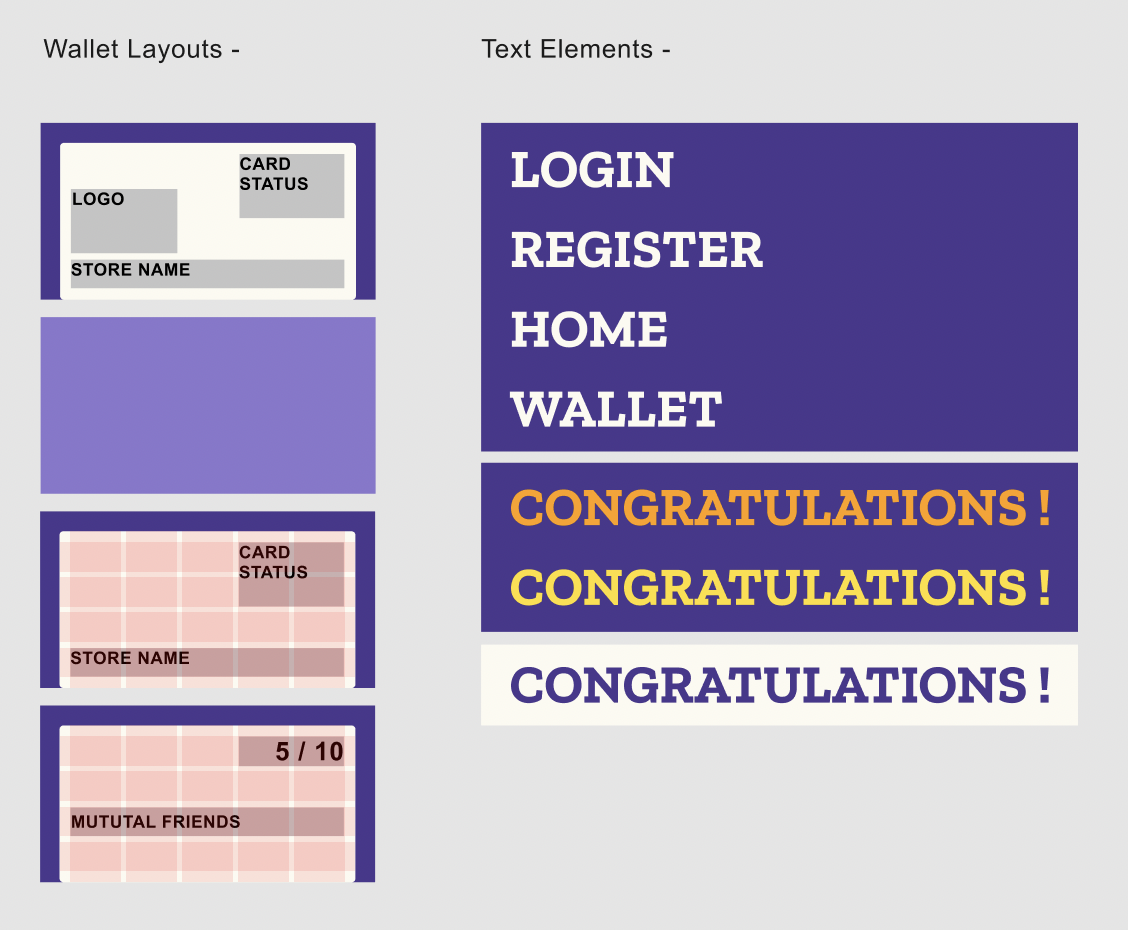 Wallet Layouts -
CARD
STATUS
LOGO
STORE NAME
CARD
STATUS
STORE NAME
5 / 10
MUTUTAL FRIENDS
Text Elements -
LOGIN
REGISTER
HOME
WALLET
CONGRATULATIONS !
CONGRATULATIONS !
CONGRATULATIONS !